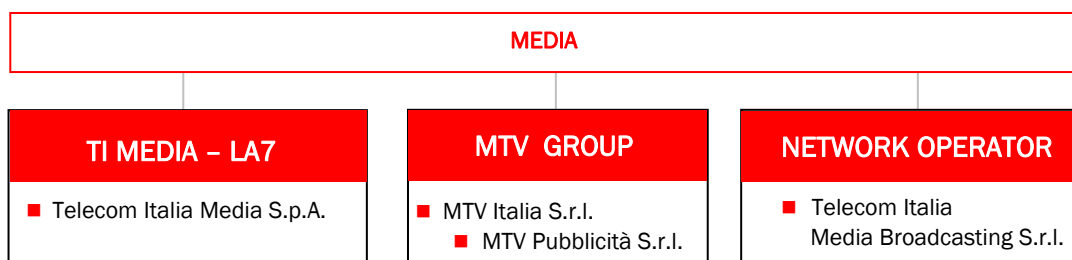 MEDIA
TI MEDIA – LA7
Telecom Italia Media S.p.A.
MTV GROUP
MTV Italia S.r.l.
MTV Pubblicità S.r.l.
NETWORK OPERATOR
Telecom Italia
Media Broadcasting S.r.l.